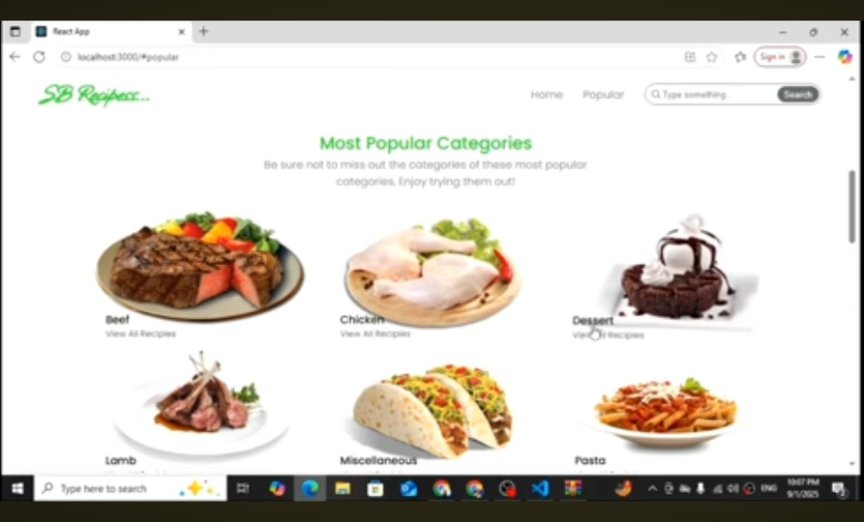 React App
localhost:3000/#popular
Sign in
SB Recipess..
Home Popular Type something Search
Most Popular Categories
Be sure not to miss out the categories of these most popular
categories. Enjoy trying them out!
Beef Chicken Dessert
View All Recipies View All Recipies View All Recipies
Lamb Miscellaneous Pasta
Type here to search
ENG
10:07 PM
9/1/2025